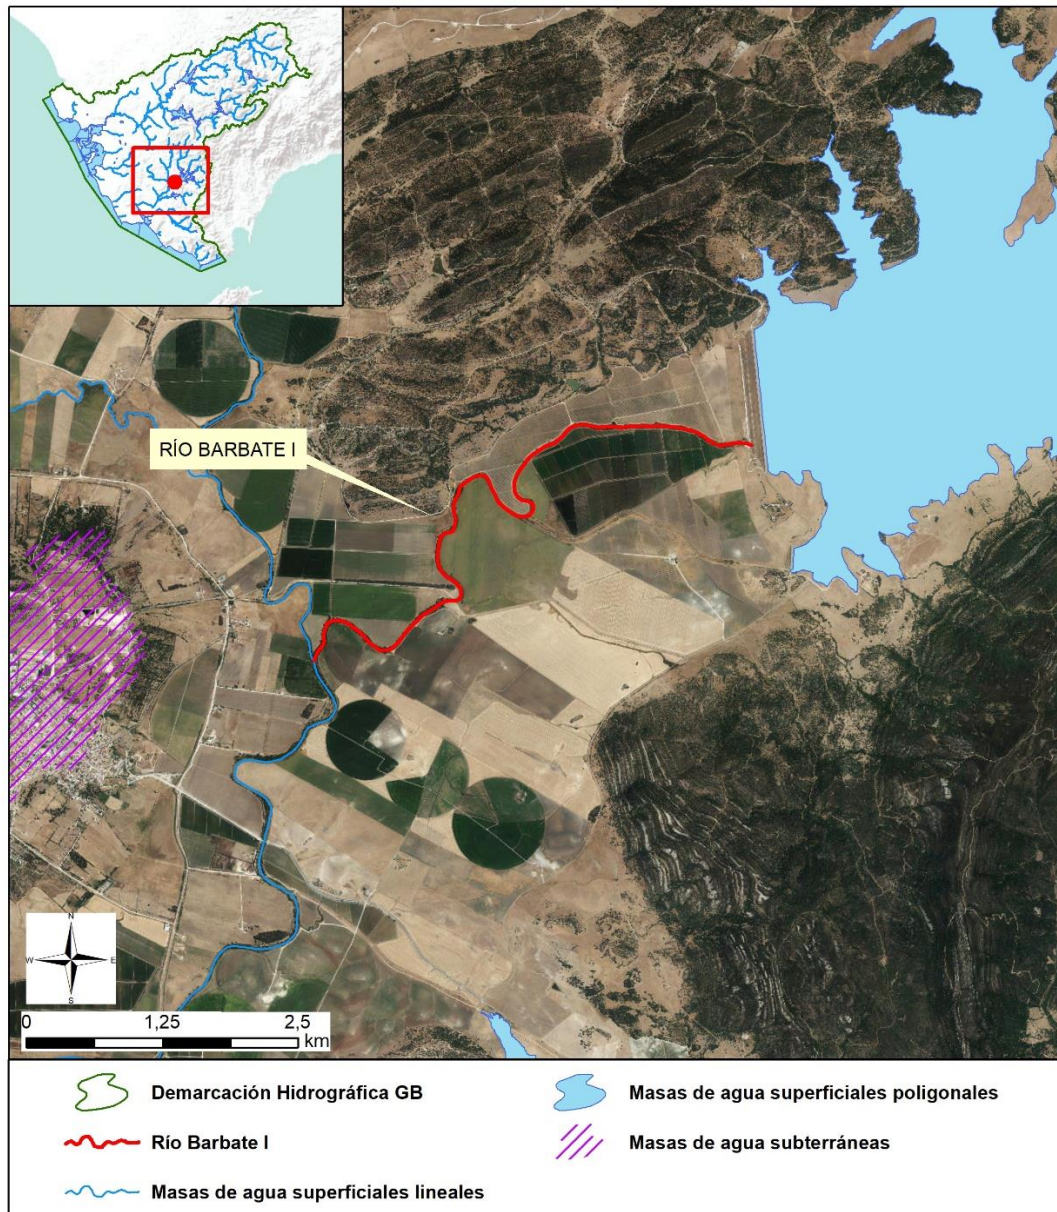 RÍO BARBATE I
N
W
E
S
0
1,25
2,5
km
Demarcación Hidrográfica GB
Masas de agua superficiales poligonales
Río Barbate I
Masas de agua subterráneas
Masas de agua superficiales lineales